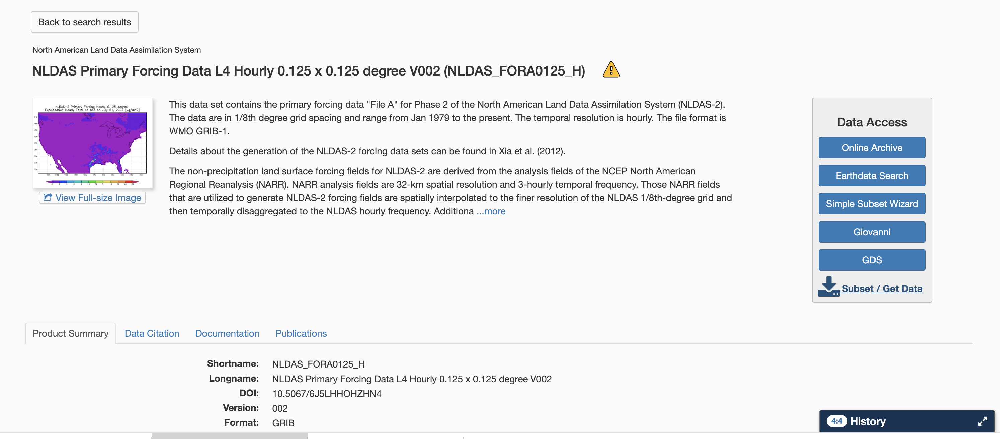 Back to search results
North American Land Data Assimilation System
NLDAS Primary Forcing Data L4 Hourly 0.125 x 0.125 degree V002 (NLDAS_FORA0125_H)
NLDAS-2 Primary Forcing Hourly 0.125 degree
Precipitation Hourly Total at 18Z on July 01, 2007 [kg/m^2]
View Full-size Image
This data set contains the primary forcing data "File A" for Phase 2 of the North American Land Data Assimilation System (NLDAS-2).
The data are in 1/8th degree grid spacing and range from Jan 1979 to the present. The temporal resolution is hourly. The file format is
WMO GRIB-1.
Details about the generation of the NLDAS-2 forcing data sets can be found in Xia et al. (2012).
The non-precipitation land surface forcing fields for NLDAS-2 are derived from the analysis fields of the NCEP North American
Regional Reanalysis (NARR). NARR analysis fields are 32-km spatial resolution and 3-hourly temporal frequency. Those NARR fields
that are utilized to generate NLDAS-2 forcing fields are spatially interpolated to the finer resolution of the NLDAS 1/8th-degree grid and
then temporally disaggregated to the NLDAS hourly frequency. Additiona ...more
Data Access
Online Archive
Earthdata Search
Simple Subset Wizard
Giovanni
GDS
Subset / Get Data
Product Summary Data Citation Documentation Publications
Shortname: NLDAS_FORA0125_H
Longname: NLDAS Primary Forcing Data L4 Hourly 0.125 x 0.125 degree V002
DOI: 10.5067/6J5LHHOHZHN4
Version: 002
Format: GRIB
4:4 History